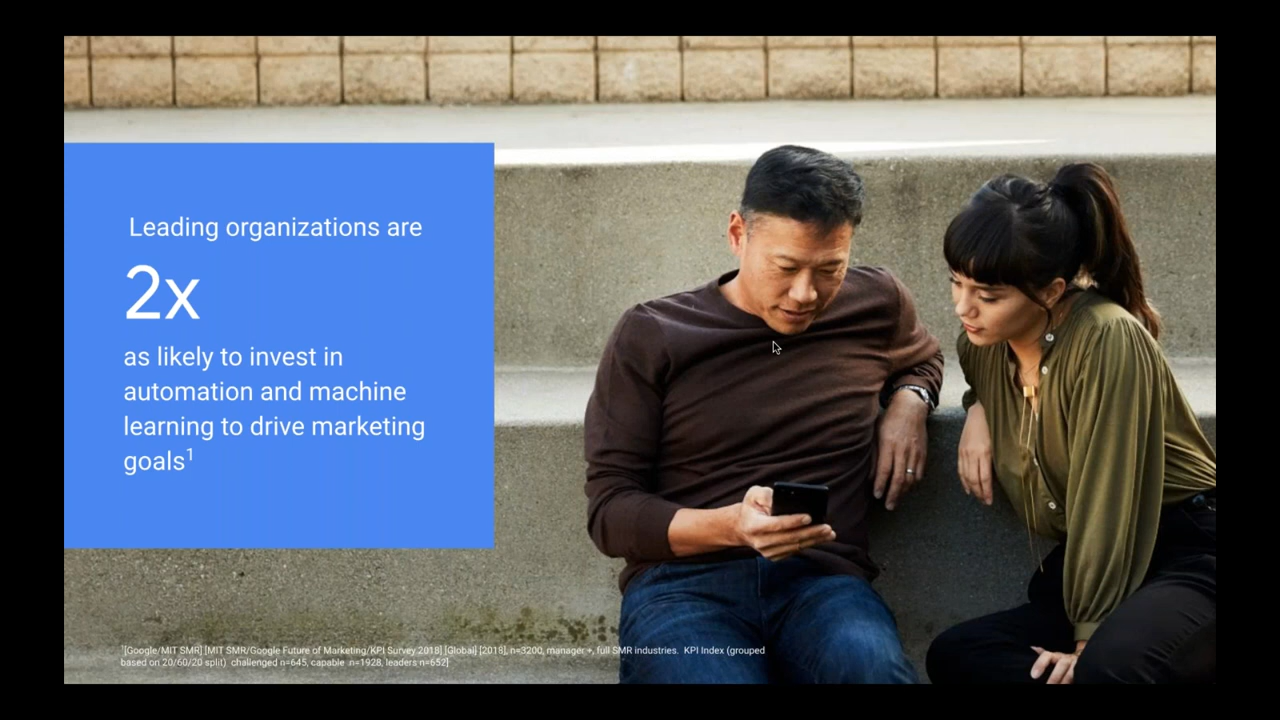 Leading organizations are
2x
as likely to invest in
automation and machine
learning to drive marketing
goals¹
¹[Google/MIT SMR] [MIT SMR/Google Future of Marketing/KPI Survey 2018] [Global] [2018], n=3200, manager +, full SMR industries.  KPI Index (grouped
based on 20/60/20 split)  challenged n=645, capable  n=1928, leaders n=652]